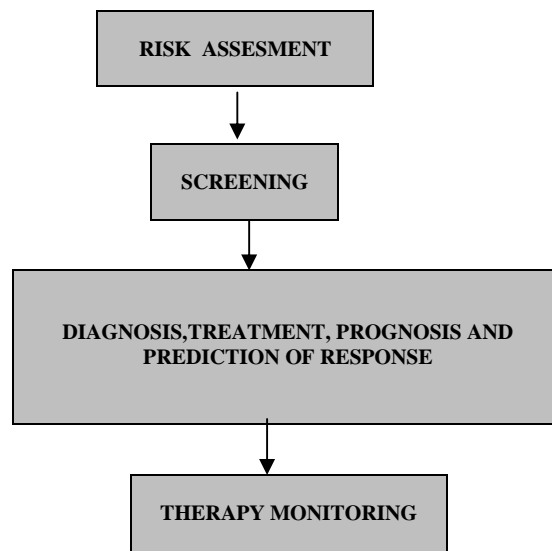 RISK ASSESMENT
SCREENING
DIAGNOSIS,TREATMENT, PROGNOSIS AND
PREDICTION OF RESPONSE
THERAPY MONITORING